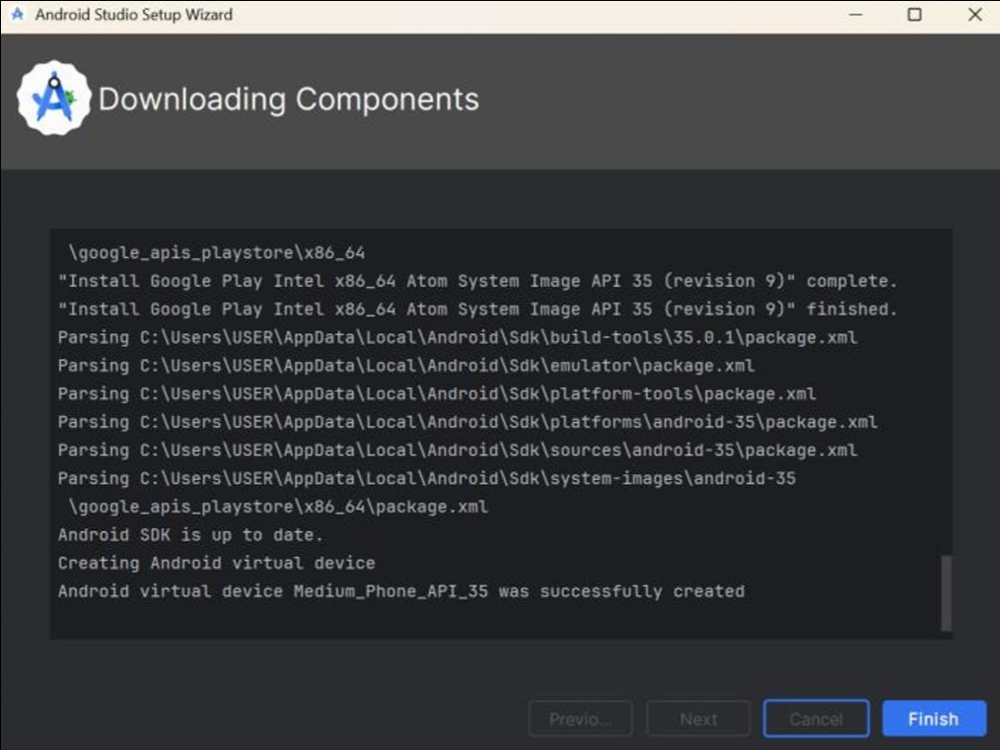 Android Studio Setup Wizard
Downloading Components
\google_apis_playstore\x86_64
"Install Google Play Intel x86_64 Atom System Image API 35 (revision 9)" complete.
"Install Google Play Intel x86_64 Atom System Image API 35 (revision 9)" finished.
Parsing C:\Users\USER\AppData\Local\Android\Sdk\build-tools\35.0.1\package.xml
Parsing C:\Users\USER\AppData\Local\Android\Sdk\emulator\package.xml
Parsing C:\Users\USER\AppData\Local\Android\Sdk\platform-tools\package.xml
Parsing C:\Users\USER\AppData\Local\Android\Sdk\platforms\android-35\package.xml
Parsing C:\Users\USER\AppData\Local\Android\Sdk\sources\android-35\package.xml
Parsing C:\Users\USER\AppData\Local\Android\Sdk\system-images\android-35
\google_apis_playstore\x86_64\package.xml
Android SDK is up to date.
Creating Android virtual device
Android virtual device Medium_Phone_API_35 was successfully created
Previo... Next Cancel Finish